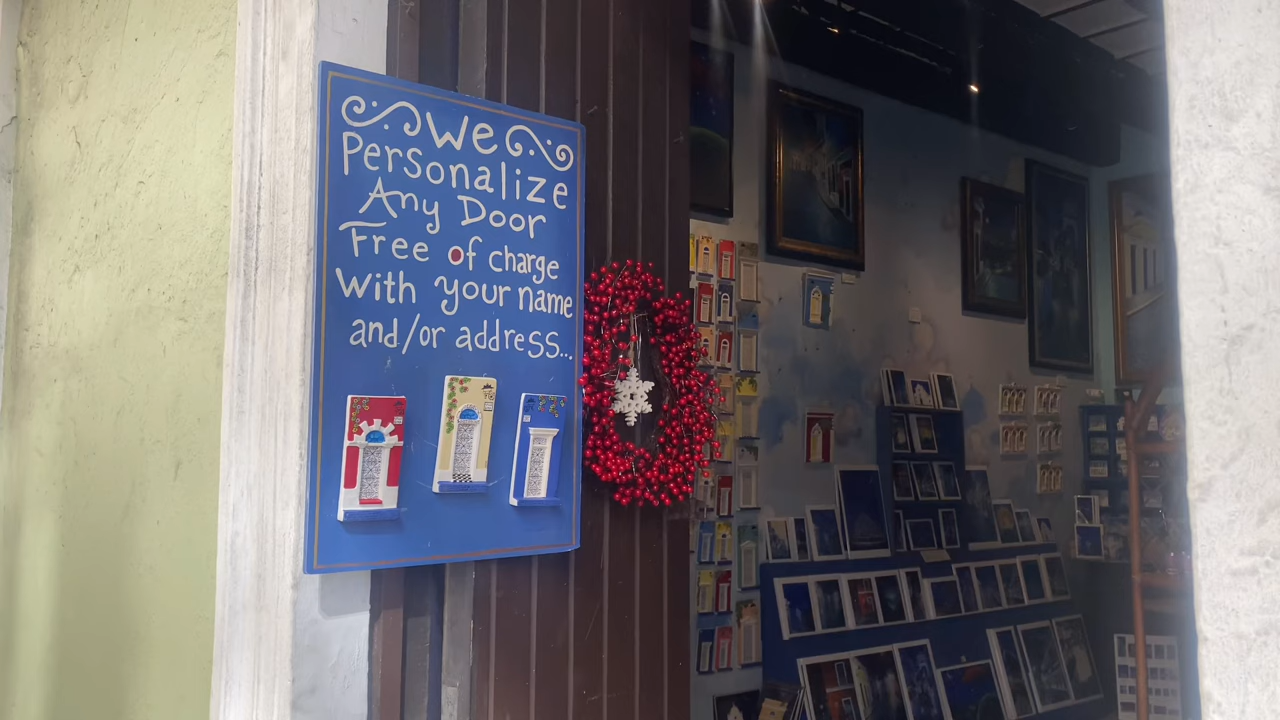 we
Personalize
Any Door
Free of charge
With your name
and/or address...